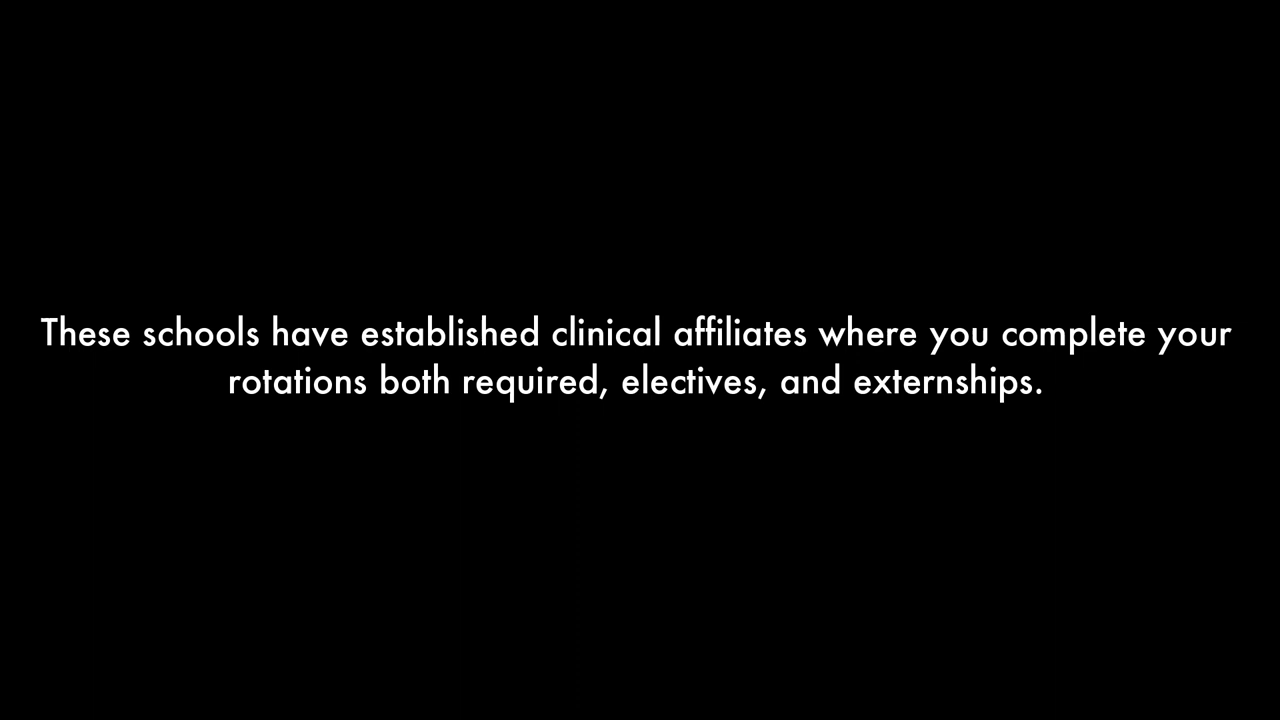 These schools have established clinical affiliates where you complete your
rotations both required, electives, and externships.